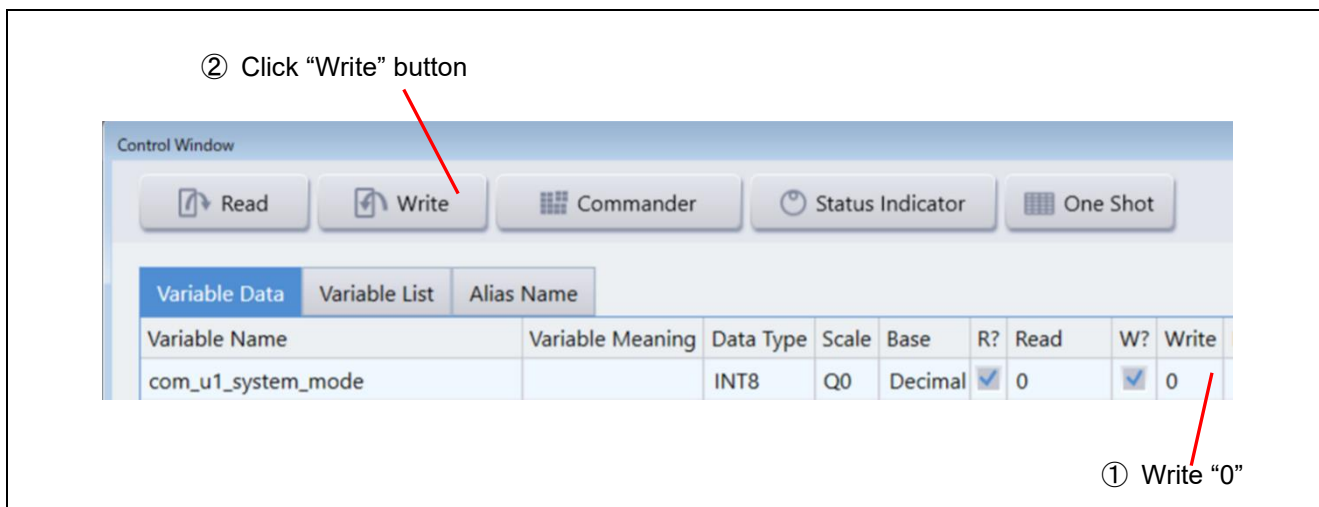 ② Click “Write” button
Control Window
Read Write Commander Status Indicator One Shot
Variable Data Variable List Alias Name
Variable Name Variable Meaning Data Type Scale Base R? Read W? Write
com_u1_system_mode INT8 Q0 Decimal 0 0
① Write “0”